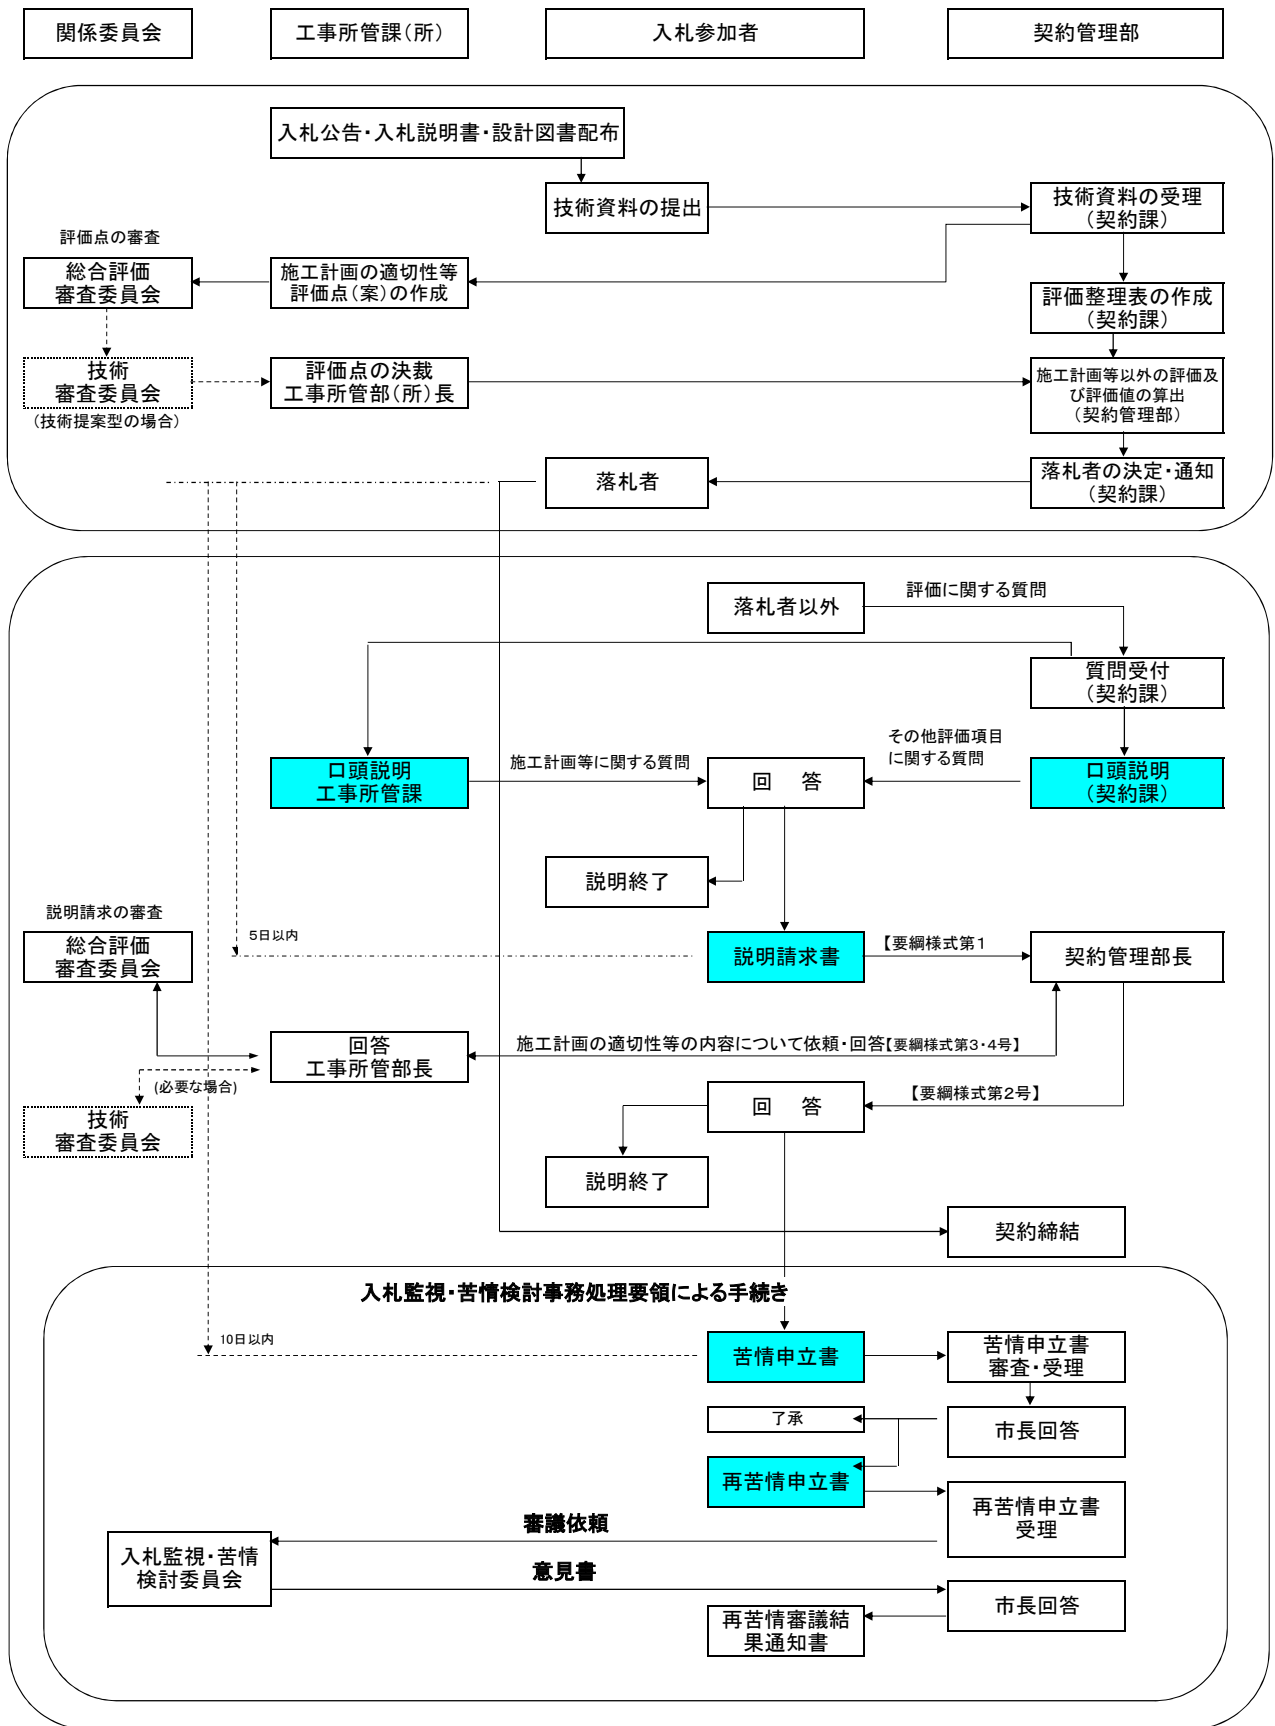 関係委員会
工事所管課（所）
入札参加者
契約管理部
入札公告・入札説明書・設計図書配布
技術資料の提出
技術資料の受理
（契約課）
評価点の審査
総合評価
審査委員会
施工計画の適切性等
評価点（案）の作成
評価整理表の作成
（契約課）
技術
審査委員会
（技術提案型の場合）
評価点の決裁
工事所管部（所）長
施工計画等以外の評価及
び評価値の算出
（契約管理部）
落札者
落札者の決定・通知
（契約課）
落札者以外
評価に関する質問
質問受付
（契約課）
口頭説明
工事所管課
施工計画等に関する質問
回　答
その他評価項目
に関する質問
口頭説明
（契約課）
説明終了
説明請求の審査
総合評価
審査委員会
5日以内
説明請求書
【要綱様式第1
契約管理部長
回答
工事所管部長
施工計画の適切性等の内容について依頼・回答【要綱様式第3・4号】
(必要な場合)
技術
審査委員会
回　答
【要綱様式第2号】
説明終了
契約締結
入札監視・苦情検討事務処理要領による手続き
10日以内
苦情申立書
苦情申立書
審査・受理
了承
市長回答
再苦情申立書
再苦情申立書
受理
審議依頼
入札監視・苦情
検討委員会
意見書
市長回答
再苦情審議結
果通知書